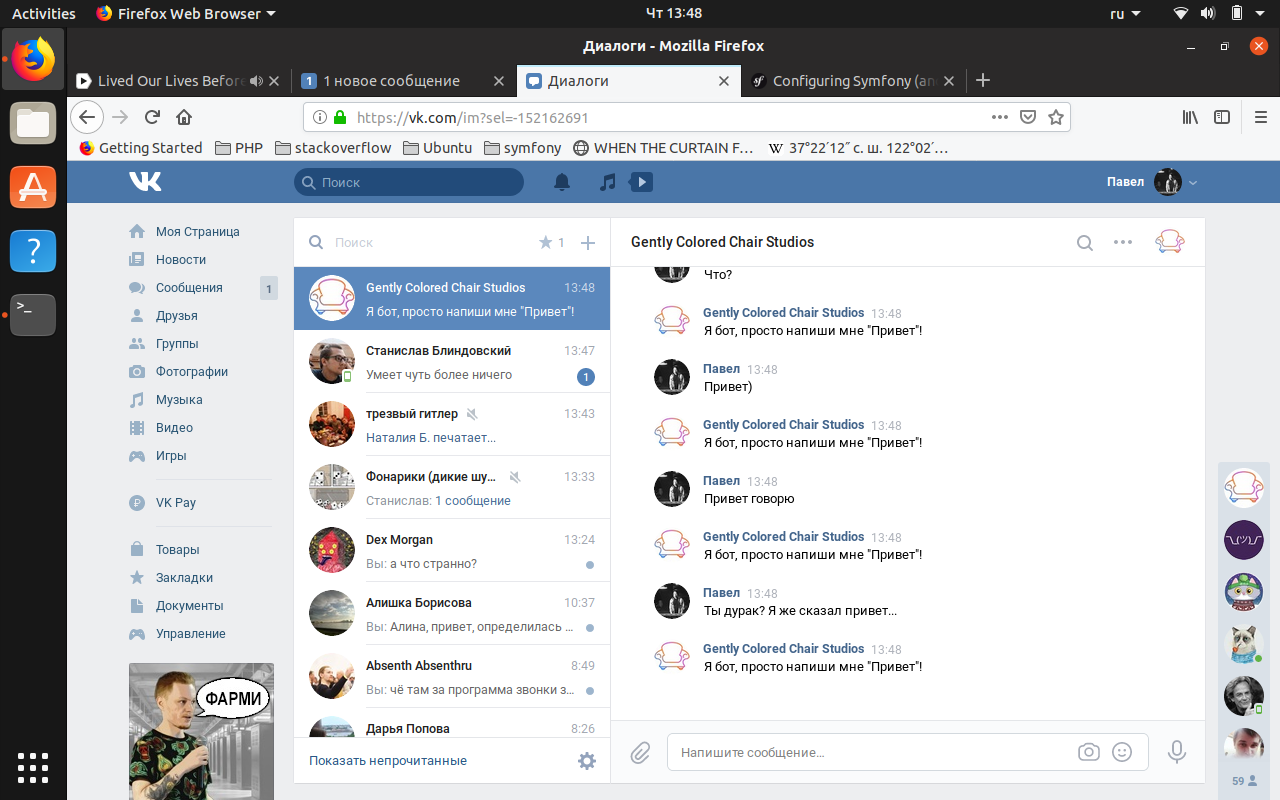 Activities Firefox Web Browser Чт 13:48 ru
Диалоги - Mozilla Firefox
Lived Our Lives Before 1 1 новое сообщение Диалоги sf Configuring Symfony (an
https://vk.com/im?sel=-152162691
Getting Started PHP stackoverflow Ubuntu symfony WHEN THE CURTAIN F… W 37°22′12″ с. ш. 122°02′…
Поиск Павел
Моя Страница
Новости
Сообщения 1
Друзья
Группы
Фотографии
Музыка
Видео
Игры
VK Pay
Товары
Закладки
Документы
Управление
ФАРМИ
Поиск 1
Gently Colored Chair Studios 13:48
Я бот, просто напиши мне "Привет"!
Станислав Блиндовский 13:47
Умеет чуть более ничего 1
трезвый гитлер 13:43
Наталия Б. печатает...
Фонарики (дикие шу... 13:33
Станислав: 1 сообщение
Dex Morgan 13:24
Вы: а что странно?
Алишка Борисова 10:37
Вы: Алина, привет, определилась ...
Absenth Absenthru 8:49
Вы: чё там за программа звонки з...
Дарья Попова 8:26
Показать непрочитанные
Gently Colored Chair Studios
Что?
Gently Colored Chair Studios 13:48
Я бот, просто напиши мне "Привет"!
Павел 13:48
Привет)
Gently Colored Chair Studios 13:48
Я бот, просто напиши мне "Привет"!
Павел 13:48
Привет говорю
Gently Colored Chair Studios 13:48
Я бот, просто напиши мне "Привет"!
Павел 13:48
Ты дурак? Я же сказал привет...
Gently Colored Chair Studios 13:48
Я бот, просто напиши мне "Привет"!
Напишите сообщение...
59